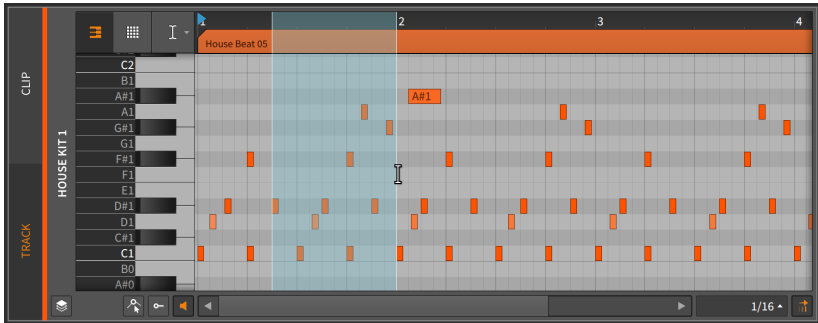 1 2 3 4
House Beat 05
CLIP
TRACK
HOUSE KIT 1
C2
B1
A#1
A#1
A1
G#1
G1
F#1
F1
E1
D#1
D1
C#1
C1
B0
A#0
1/16